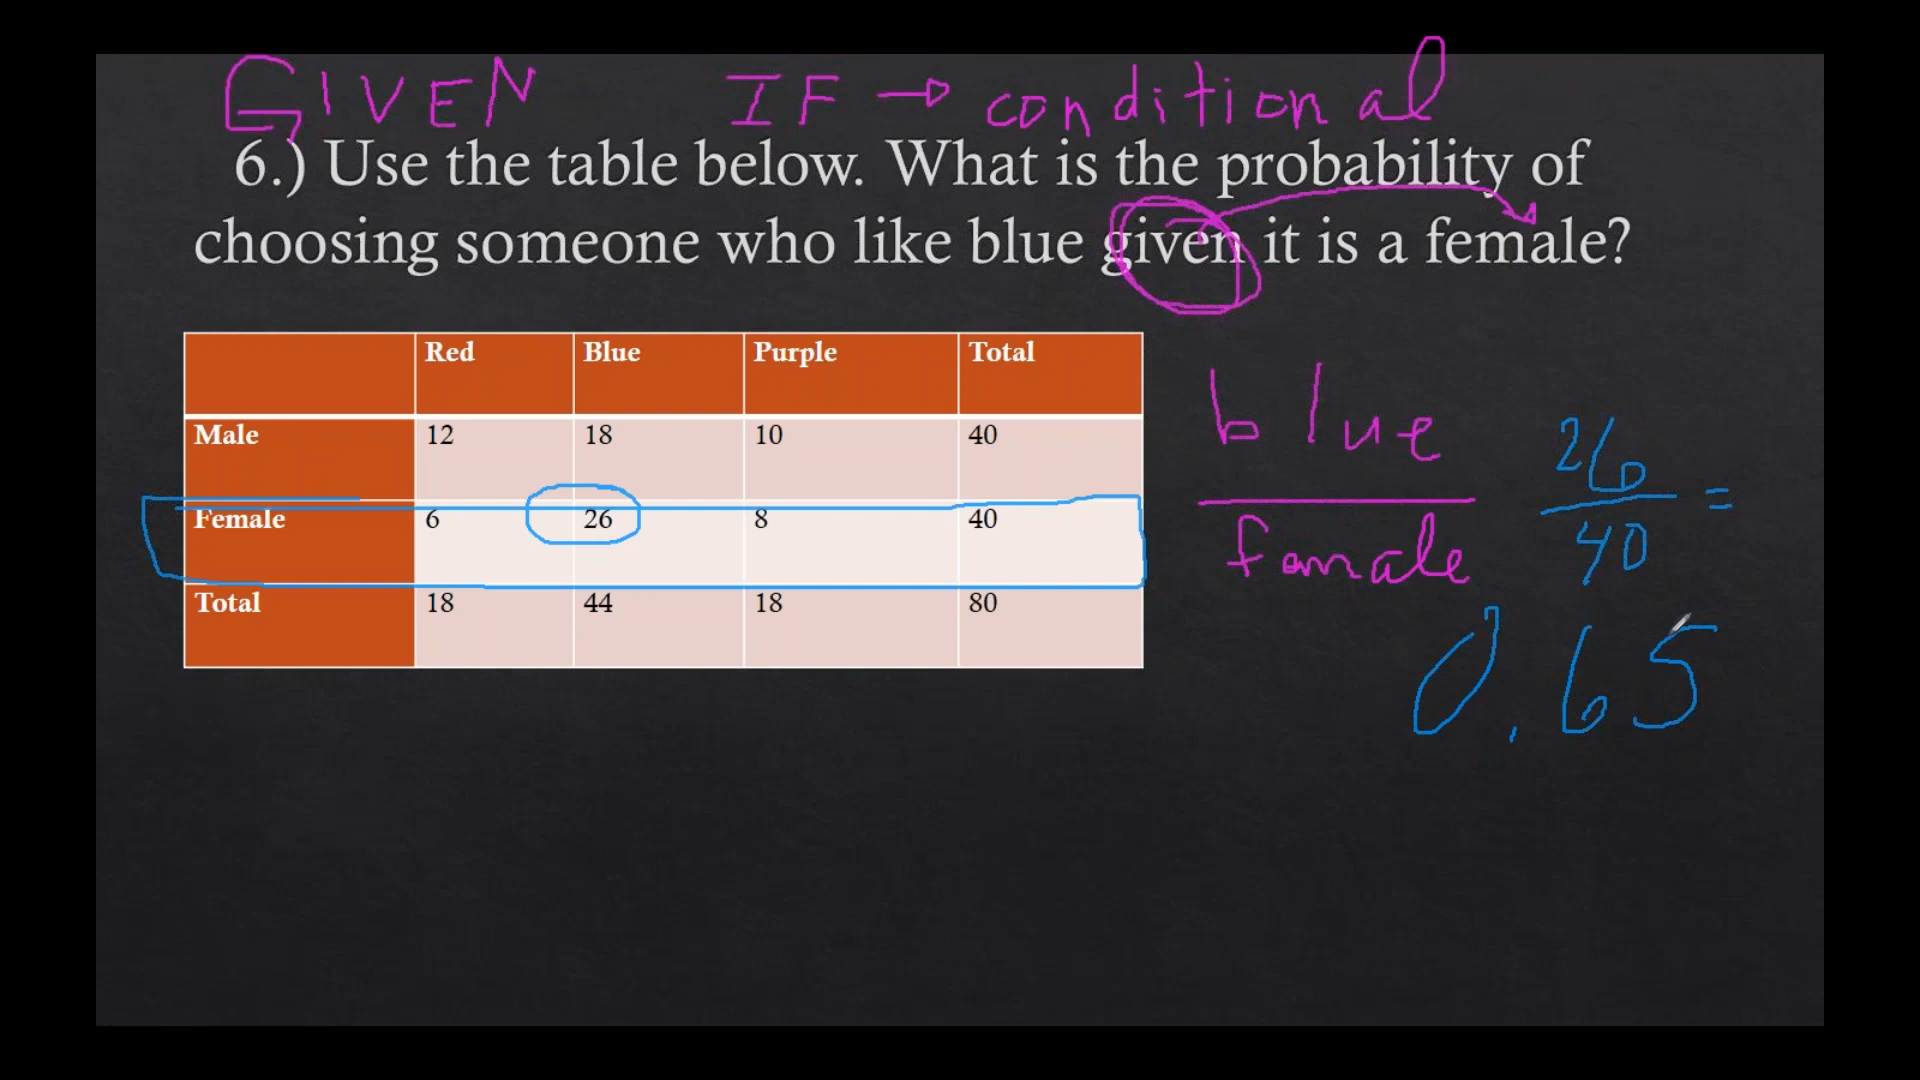 GIVEN IF → conditional
6.) Use the table below. What is the probability of
choosing someone who like blue given it is a female?
Red Blue Purple Total
Male 12 18 10 40
Female 6 26 8 40
Total 18 44 18 80
blue
female
26
40
=
0.65